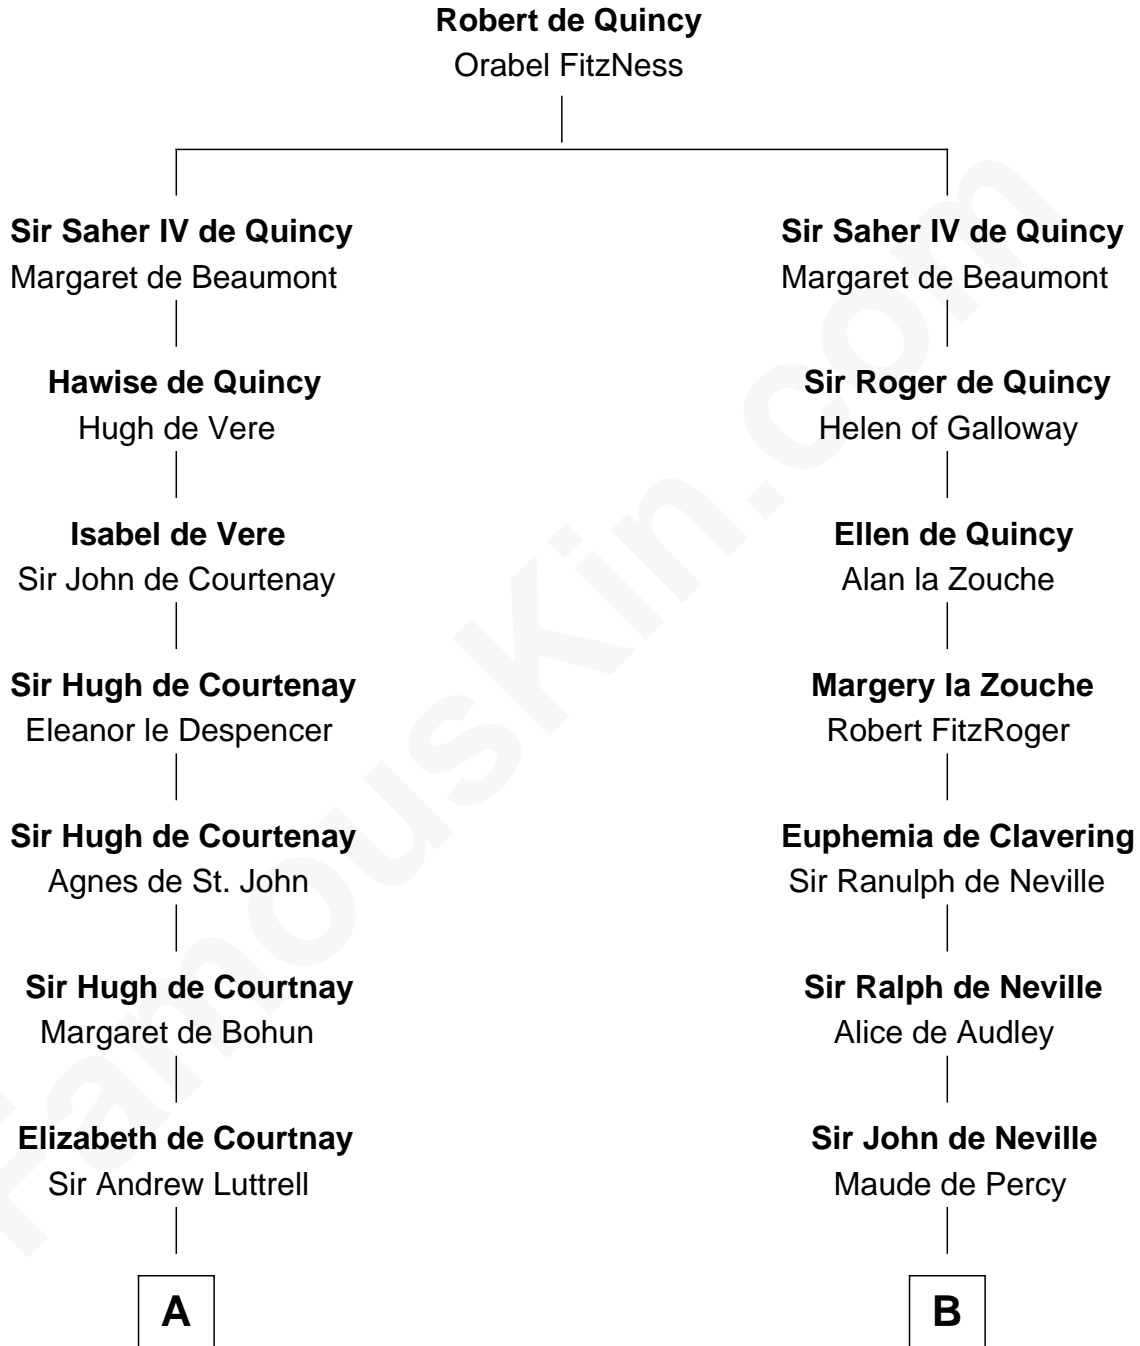 Robert de Quincy
Orabel FitzNess
Sir Saher IV de Quincy
Margaret de Beaumont
Sir Saher IV de Quincy
Margaret de Beaumont
Hawise de Quincy
Hugh de Vere
Sir Roger de Quincy
Helen of Galloway
Isabel de Vere
Sir John de Courtenay
Ellen de Quincy
Alan la Zouche
Sir Hugh de Courtenay
Eleanor le Despencer
Margery la Zouche
Robert FitzRoger
Sir Hugh de Courtenay
Agnes de St. John
Euphemia de Clavering
Sir Ranulph de Neville
Sir Hugh de Courtnay
Margaret de Bohun
Sir Ralph de Neville
Alice de Audley
Elizabeth de Courtnay
Sir Andrew Luttrell
Sir John de Neville
Maude de Percy
A
B
FamousKin.com